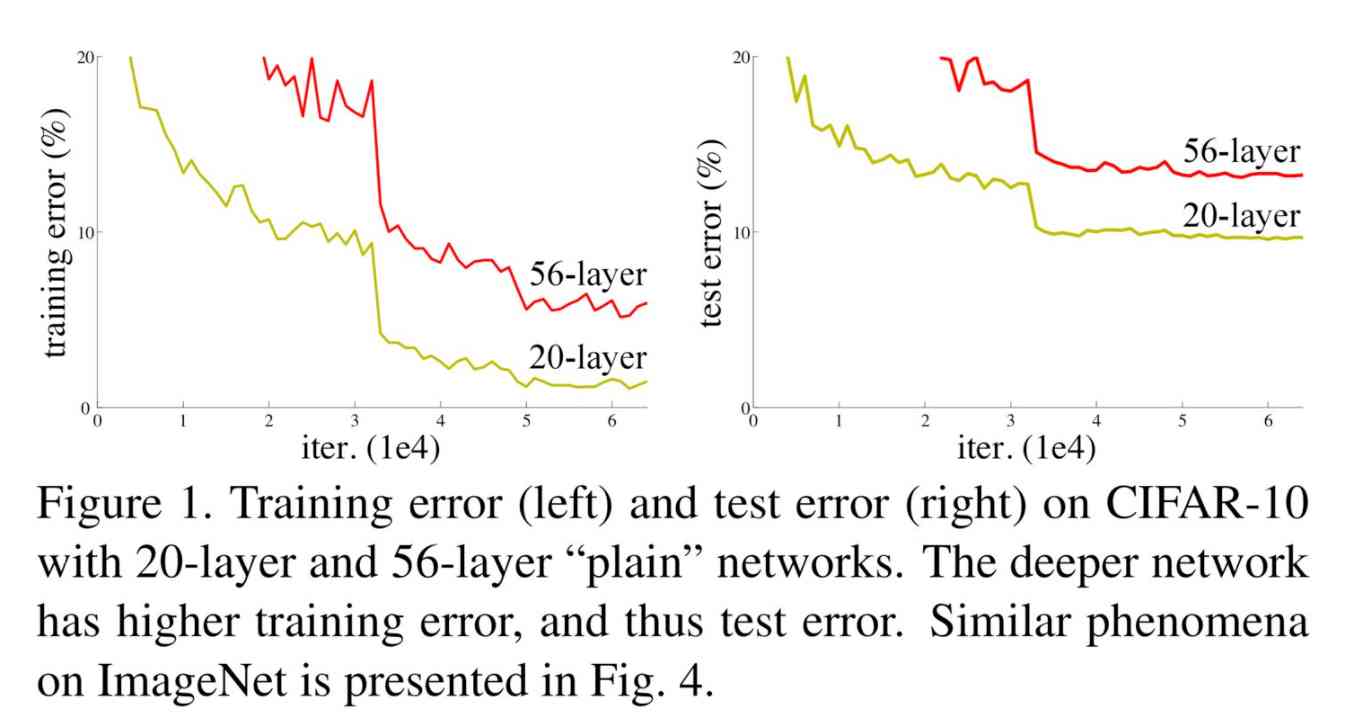 20
10
0
training error (%)
0 1 2 3 4 5 6
iter. (1e4)
56-layer
20-layer
20
10
0
test error (%)
0 1 2 3 4 5 6
iter. (1e4)
56-layer
20-layer
Figure 1. Training error (left) and test error (right) on CIFAR-10
with 20-layer and 56-layer “plain” networks. The deeper network
has higher training error, and thus test error. Similar phenomena
on ImageNet is presented in Fig. 4.